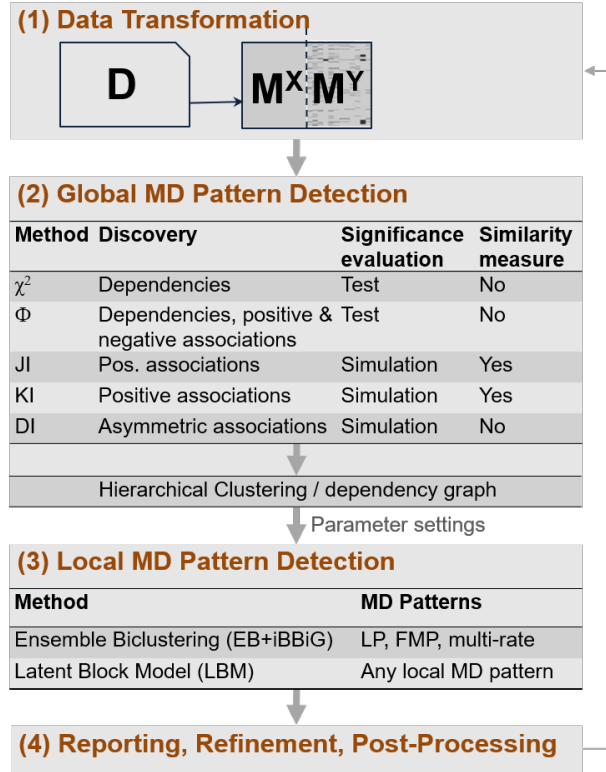 (1) Data Transformation
D
M^X M^Y
(2) Global MD Pattern Detection
Method Discovery Significance evaluation Similarity measure
χ² Dependencies Test No
Φ Dependencies, positive & negative associations Test No
JI Pos. associations Simulation Yes
KI Positive associations Simulation Yes
DI Asymmetric associations Simulation No
Hierarchical Clustering / dependency graph
Parameter settings
(3) Local MD Pattern Detection
Method MD Patterns
Ensemble Biclustering (EB+iBBiG) LP, FMP, multi-rate
Latent Block Model (LBM) Any local MD pattern
(4) Reporting, Refinement, Post-Processing